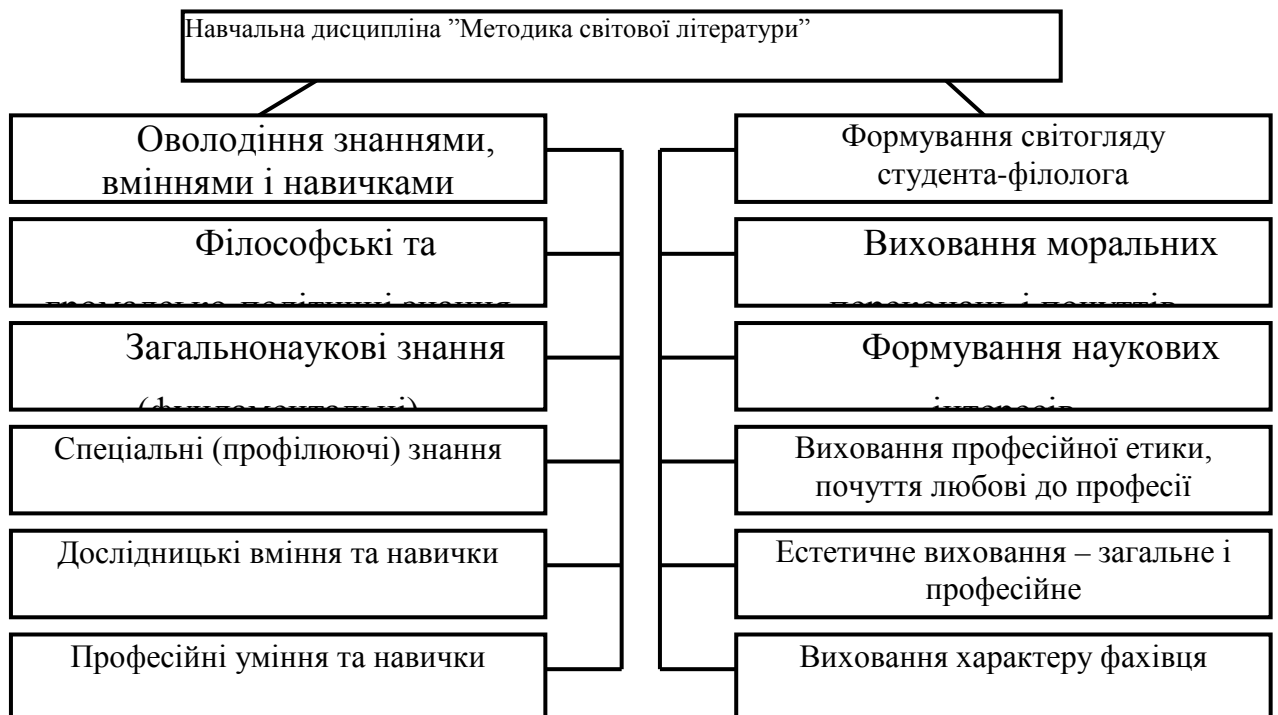 Навчальна дисципліна ”Методика світової літератури”
Оволодіння знаннями,
вміннями і навичками
Філософські та
Загальнонаукові знання
Спеціальні (профілюючі) знання
Дослідницькі вміння та навички
Професійні уміння та навички
Формування світогляду
студента-філолога
Виховання моральних
Формування наукових
Виховання професійної етики,
почуття любові до професії
Естетичне виховання – загальне і
професійне
Виховання характеру фахівця